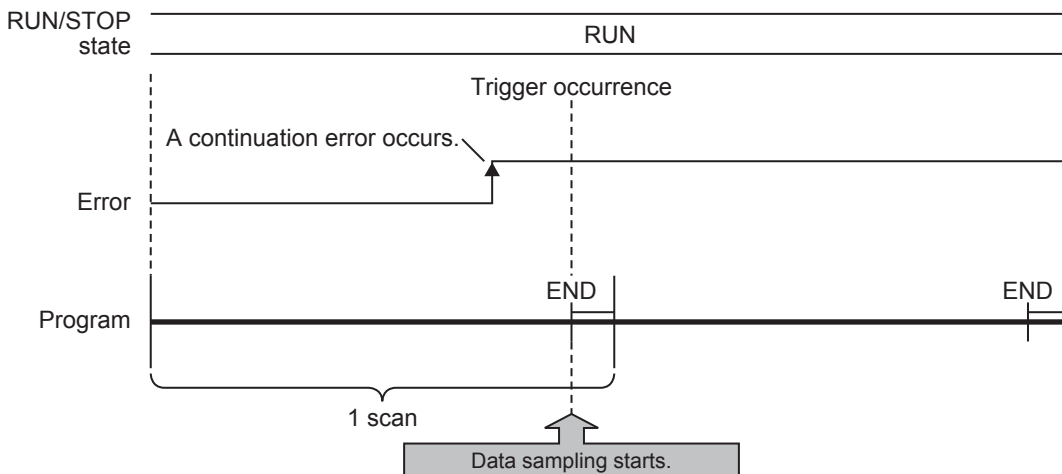 RUN/STOP
state
RUN
Trigger occurrence
A continuation error occurs.
Error
END
END
Program
1 scan
Data sampling starts.